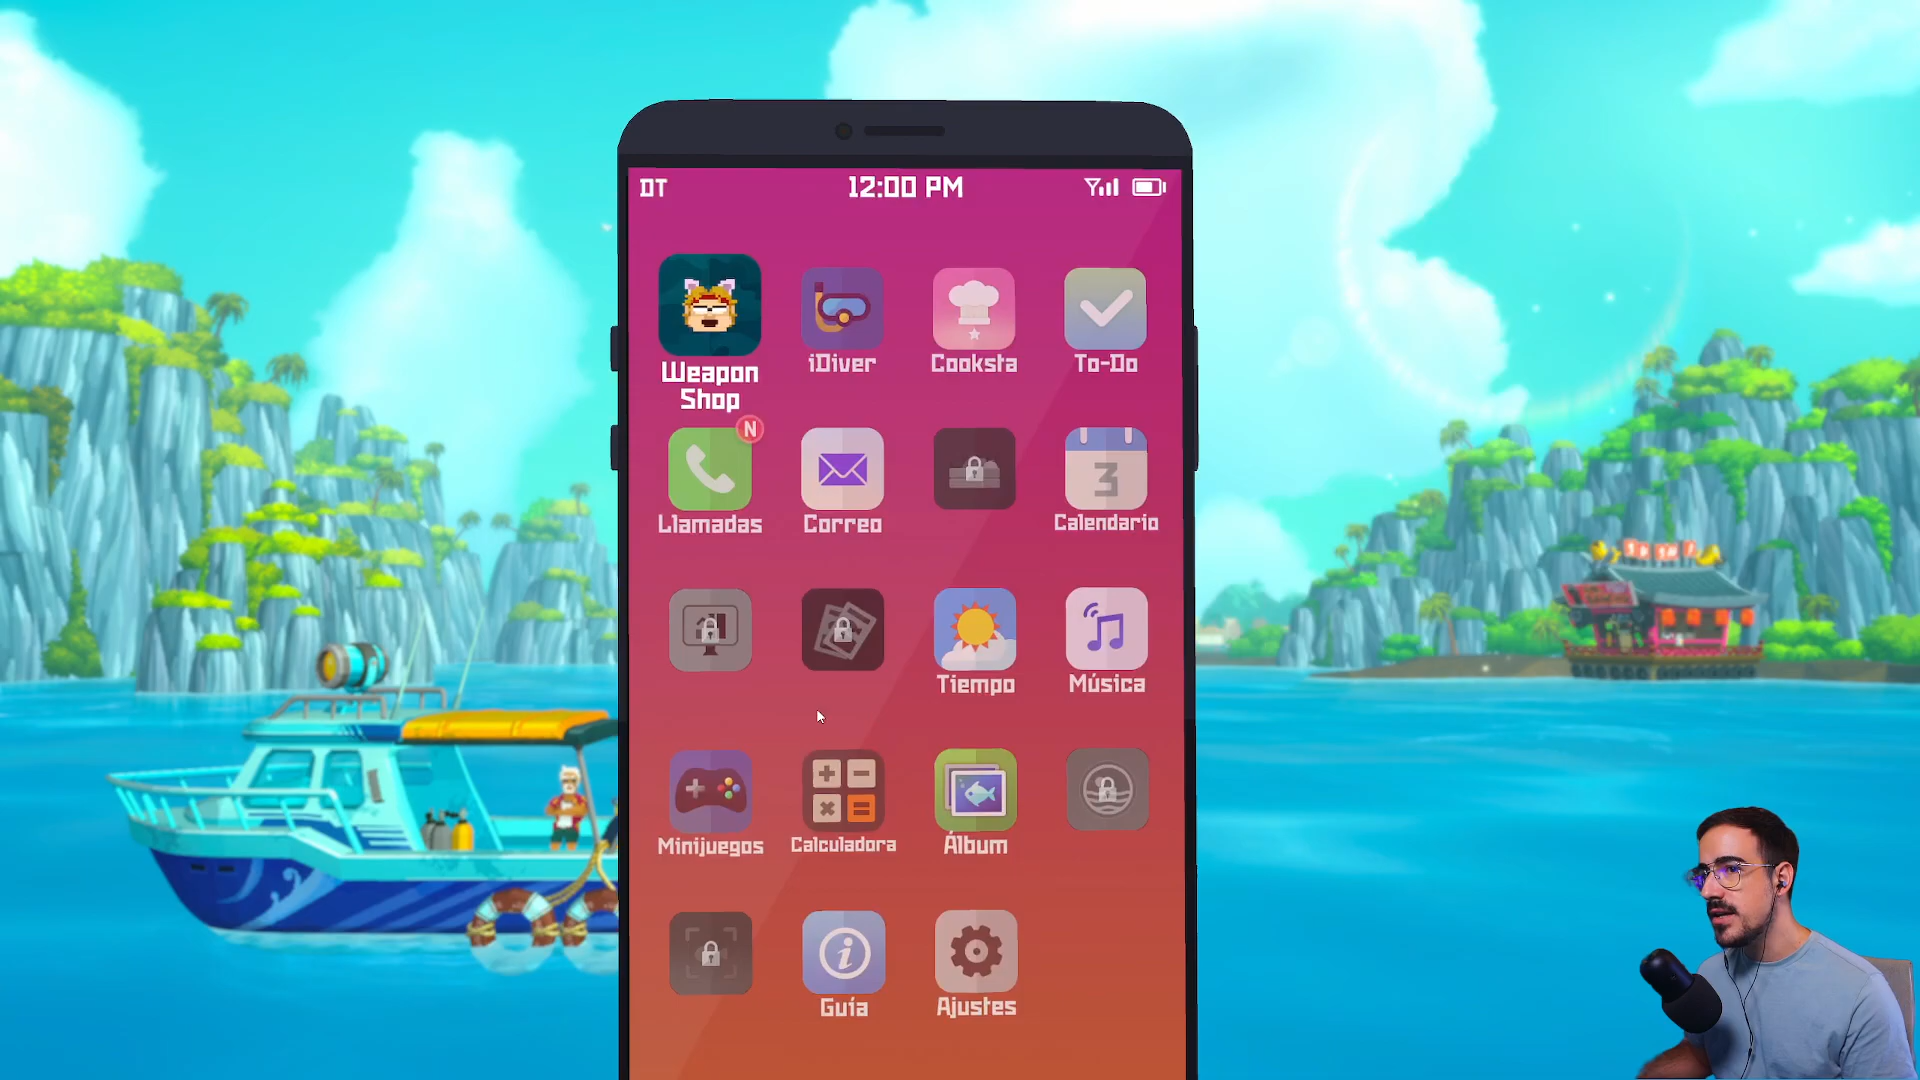 DT
12:00 PM
Weapon
Shop
iDiver
Cooksta
To-Do
N
Llamadas
Correo
3
Calendario
Tiempo
Música
Minijuegos
Calculadora
Álbum
Guía
Ajustes
SUSHI